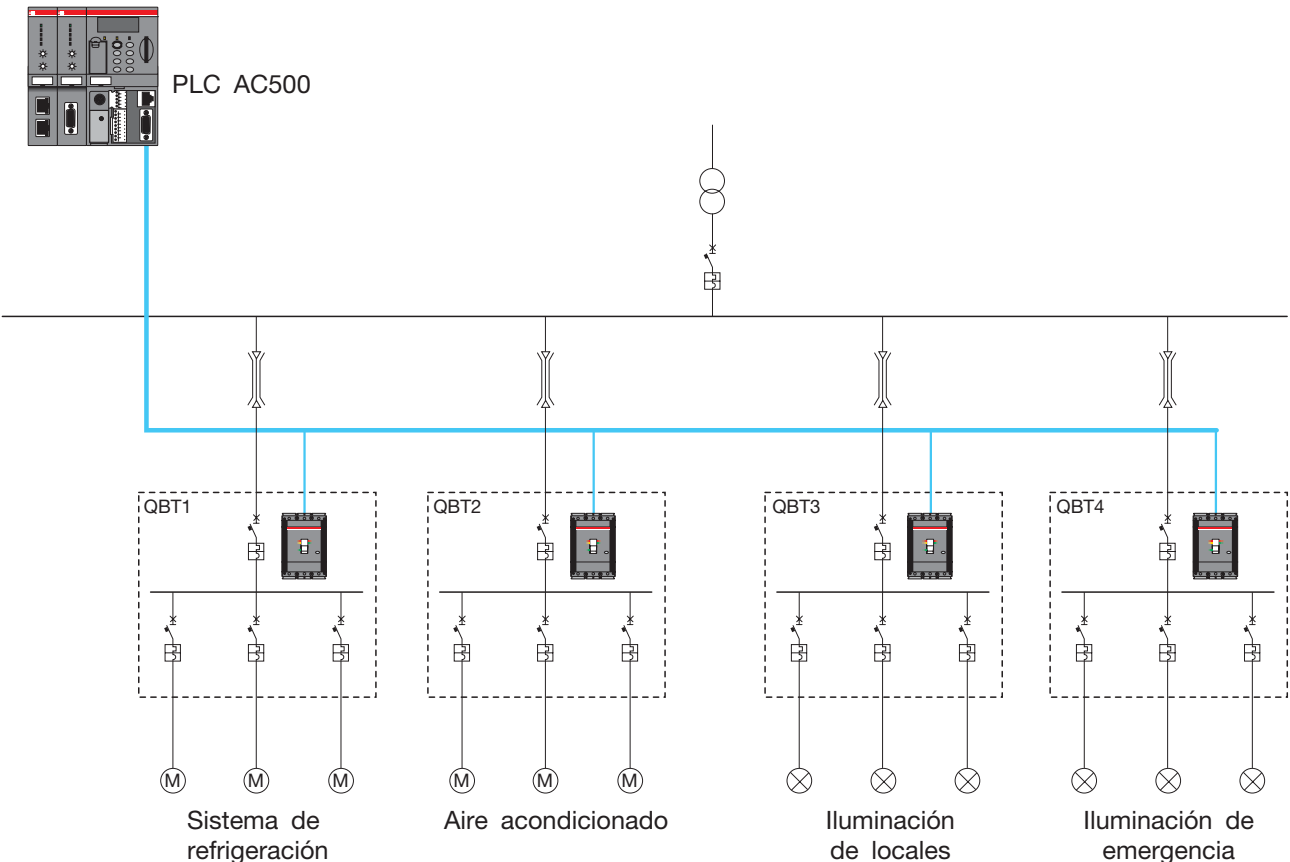 PLC AC500
QBT1
QBT2
QBT3
QBT4
M M M
M M M
Sistema de
refrigeración
Aire acondicionado
Iluminación
de locales
Iluminación de
emergencia